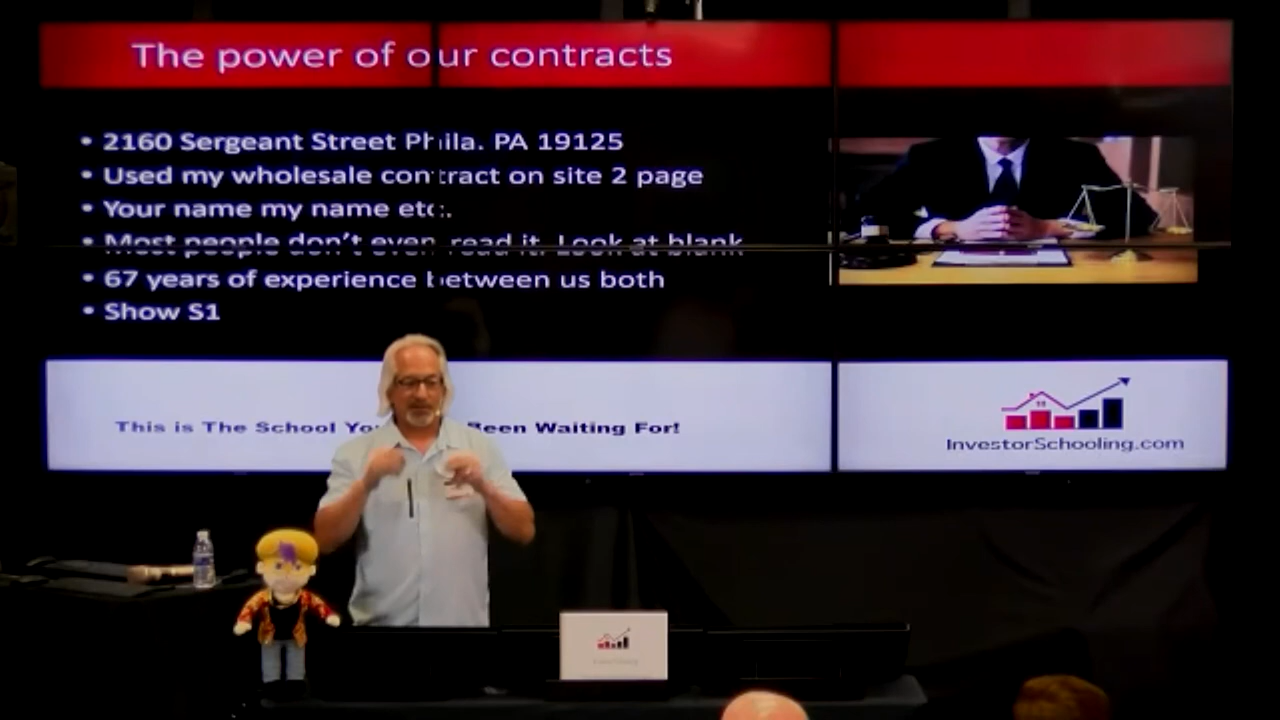 The power of our contracts
• 2160 Sergeant Street Phila. PA 19125
• Used my wholesale contract on site 2 page
• Your name my name etc.
• Most people don't even read it. Look at blank
• 67 years of experience between us both
• Show S1
This is The School You Been Waiting For!
InvestorSchooling.com